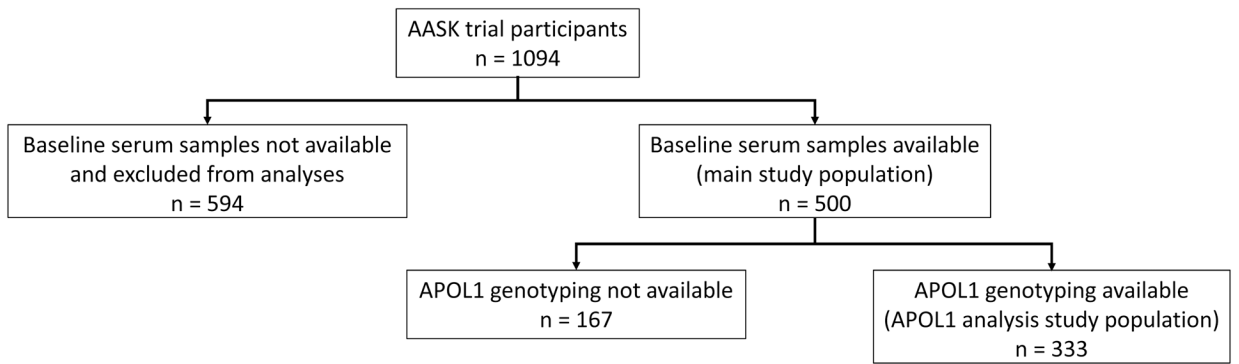 AASK trial participants
n = 1094
Baseline serum samples not available
and excluded from analyses
n = 594
Baseline serum samples available
(main study population)
n = 500
APOL1 genotyping not available
n = 167
APOL1 genotyping available
(APOL1 analysis study population)
n = 333